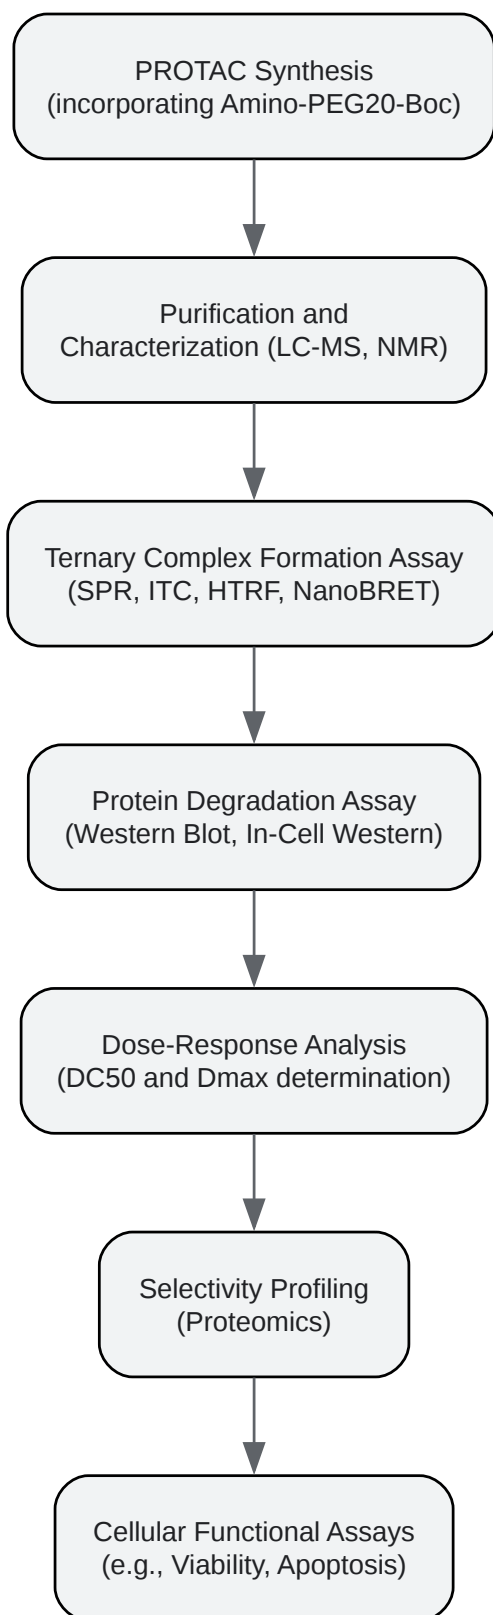 PROTAC Synthesis
(incorporating Amino-PEG20-Boc)
Purification and
Characterization (LC-MS, NMR)
Ternary Complex Formation Assay
(SPR, ITC, HTRF, NanoBRET)
Protein Degradation Assay
(Western Blot, In-Cell Western)
Dose-Response Analysis
(DC50 and Dmax determination)
Selectivity Profiling
(Proteomics)
Cellular Functional Assays
(e.g., Viability, Apoptosis)